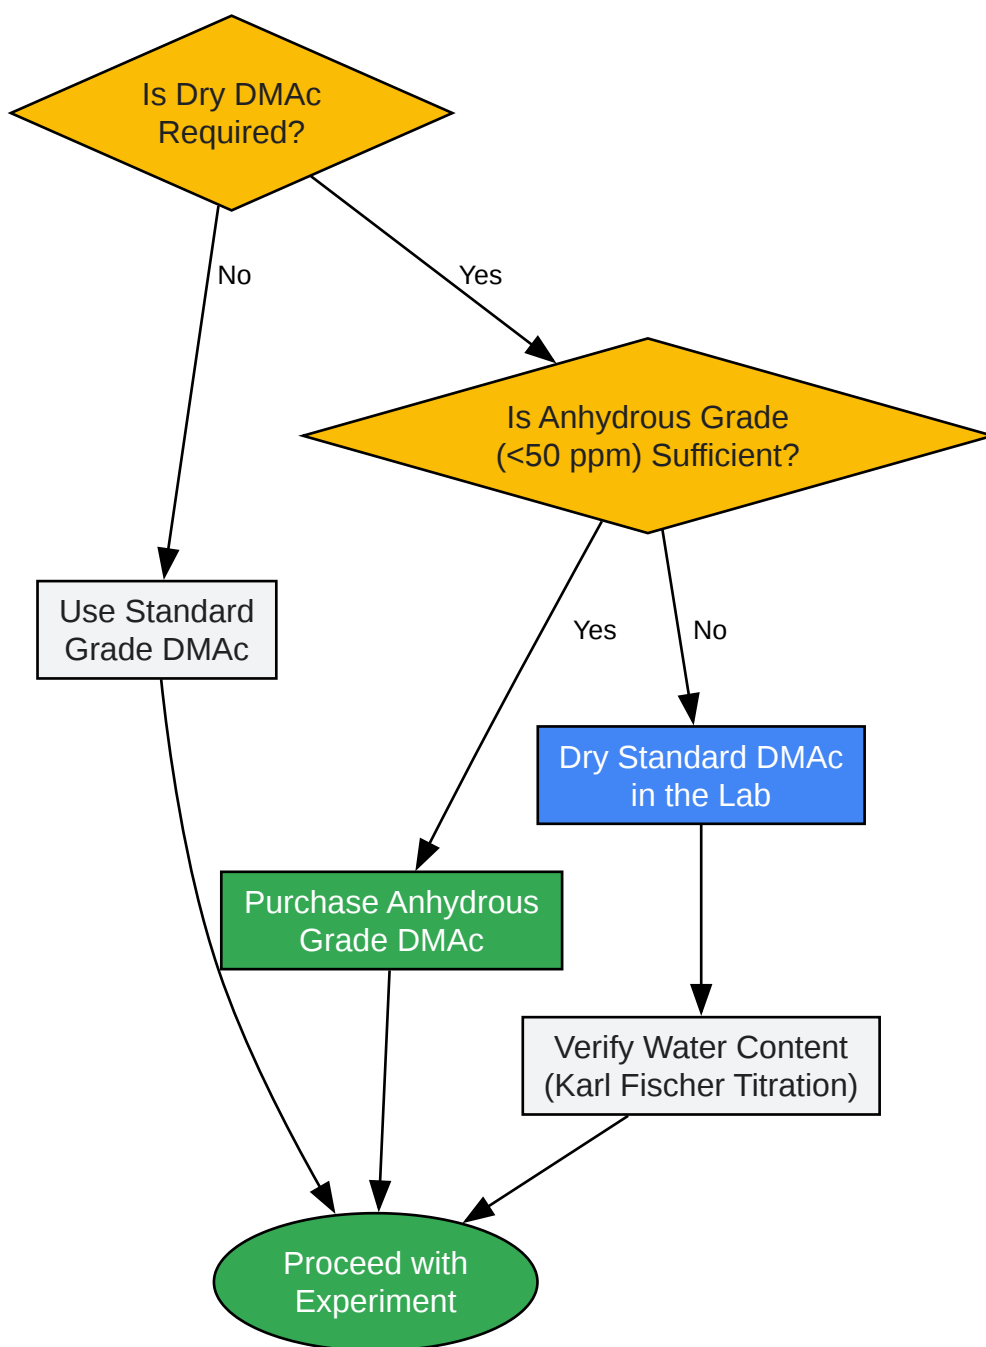 Is Dry DMAc
Required?
No
Yes
Is Anhydrous Grade
(<50 ppm) Sufficient?
Use Standard
Grade DMAc
Yes
No
Dry Standard DMAc
in the Lab
Purchase Anhydrous
Grade DMAc
Verify Water Content
(Karl Fischer Titration)
Proceed with
Experiment